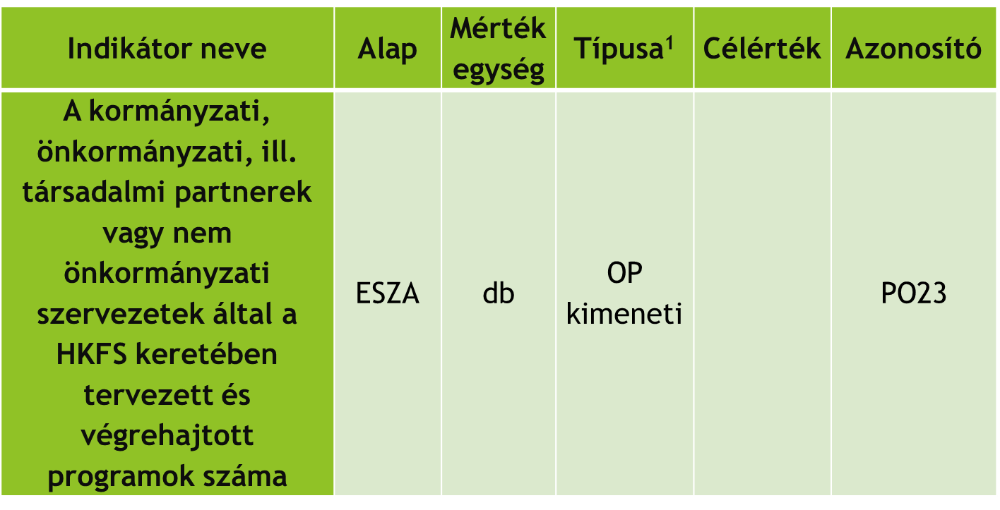 Indikátor neve
Alap
Mérték
egység
Típusa¹
Célérték
Azonosító
A kormányzati,
önkormányzati, ill.
társadalmi partnerek
vagy nem
önkormányzati
szervezetek által a
HKFS keretében
tervezett és
végrehajtott
programok száma
ESZA
db
OP
kimeneti
PO23